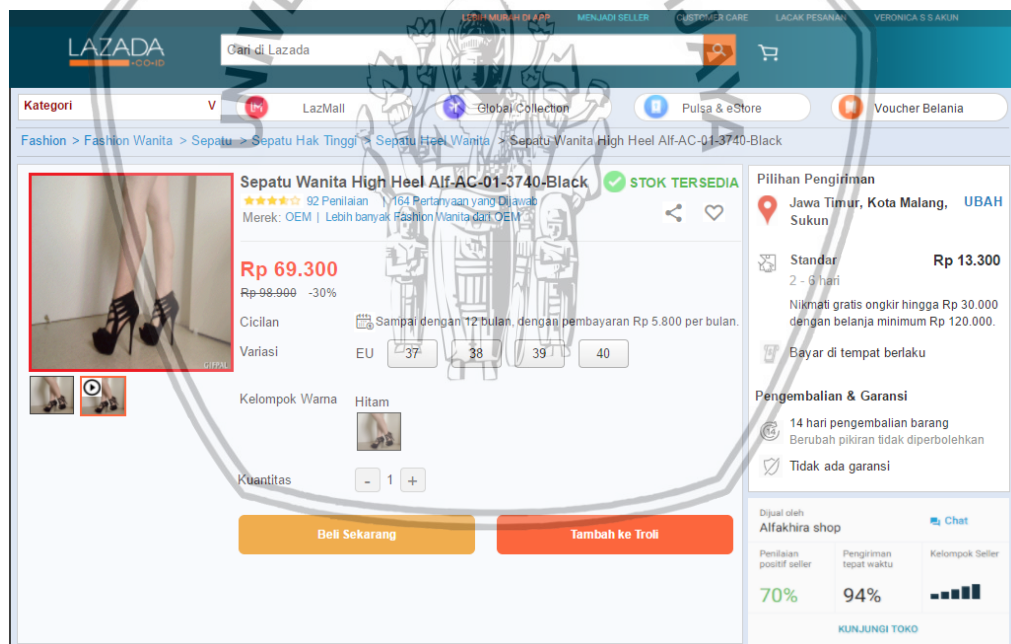 LEBIH MURAH DI APP MENJADI SELLER CUSTOMER CARE LACAK PESANAN VERONICA S S AKUN
LAZADA
-CO-ID
Cari di Lazada
Kategori V LazMall Global Collection Pulsa & eStore Voucher Belania
Fashion > Fashion Wanita > Sepatu > Sepatu Hak Tinggi > Sepatu Heel Wanita > Sepatu Wanita High Heel Alf-AC-01-3740-Black
Sepatu Wanita High Heel Alf-AC-01-3740-Black STOK TERSEDIA
92 Penilaian | 164 Pertanyaan yang Dijawab
Merek: OEM | Lebih banyak Fashion Wanita dari OEM
Rp 69.300
Rp 98.900 -30%
Cicilan Sampai dengan 12 bulan, dengan pembayaran Rp 5.800 per bulan.
Variasi EU 37 38 39 40
Kelompok Warna Hitam
Kuantitas - 1 +
Beli Sekarang Tambah ke Troli
Pilihan Pengiriman
Jawa Timur, Kota Malang, UBAH
Sukun
Standar Rp 13.300
2 - 6 hari
Nikmati gratis ongkir hingga Rp 30.000
dengan belanja minimum Rp 120.000.
Bayar di tempat berlaku
Pengembalian & Garansi
14 hari pengembalian barang
Berubah pikiran tidak diperbolehkan
Tidak ada garansi
Dijual oleh
Alfakhira shop Chat
Penilaian positif seller Pengiriman tepat waktu Kelompok Seller
70% 94%
KUNJUNGI TOKO